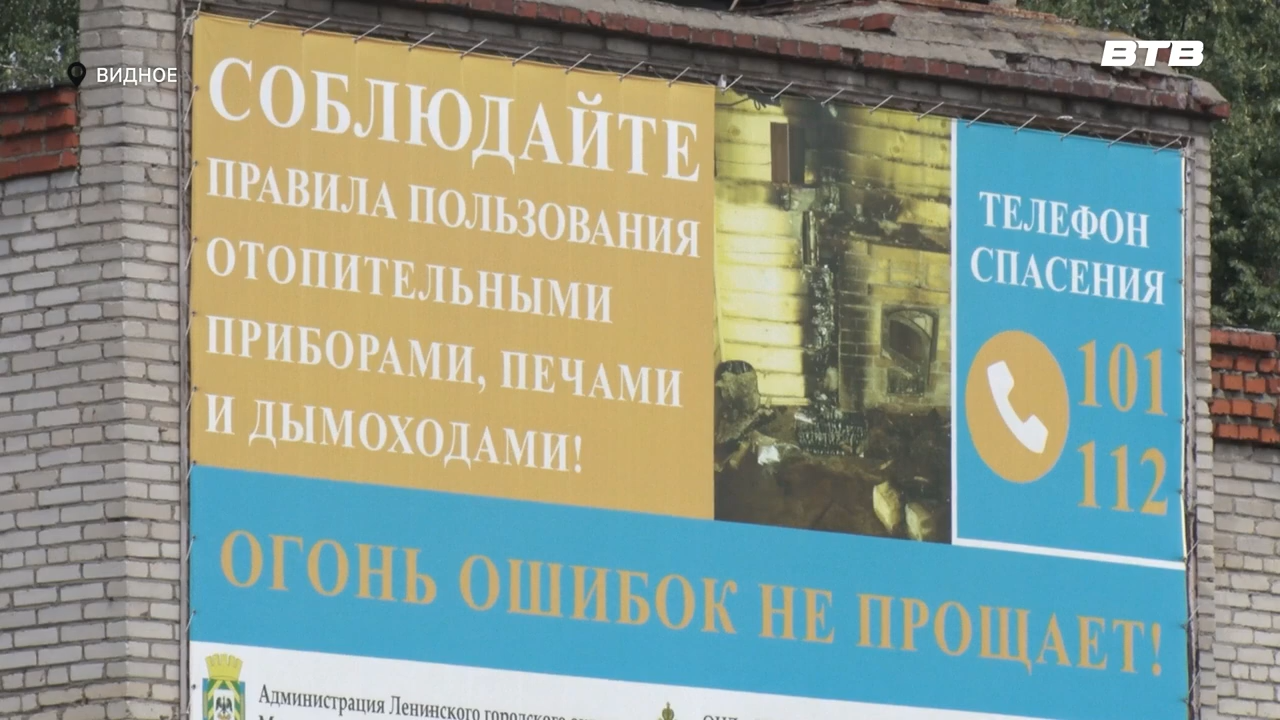 ВТВ
ВИДНОЕ
СОБЛЮДАЙТЕ
ПРАВИЛА ПОЛЬЗОВАНИЯ
ОТОПИТЕЛЬНЫМИ
ПРИБОРАМИ, ПЕЧАМИ
И ДЫМОХОДАМИ!
ТЕЛЕФОН
СПАСЕНИЯ
101
112
ОГОНЬ ОШИБОК НЕ ПРОЩАЕТ!
Администрация Ленинского городского